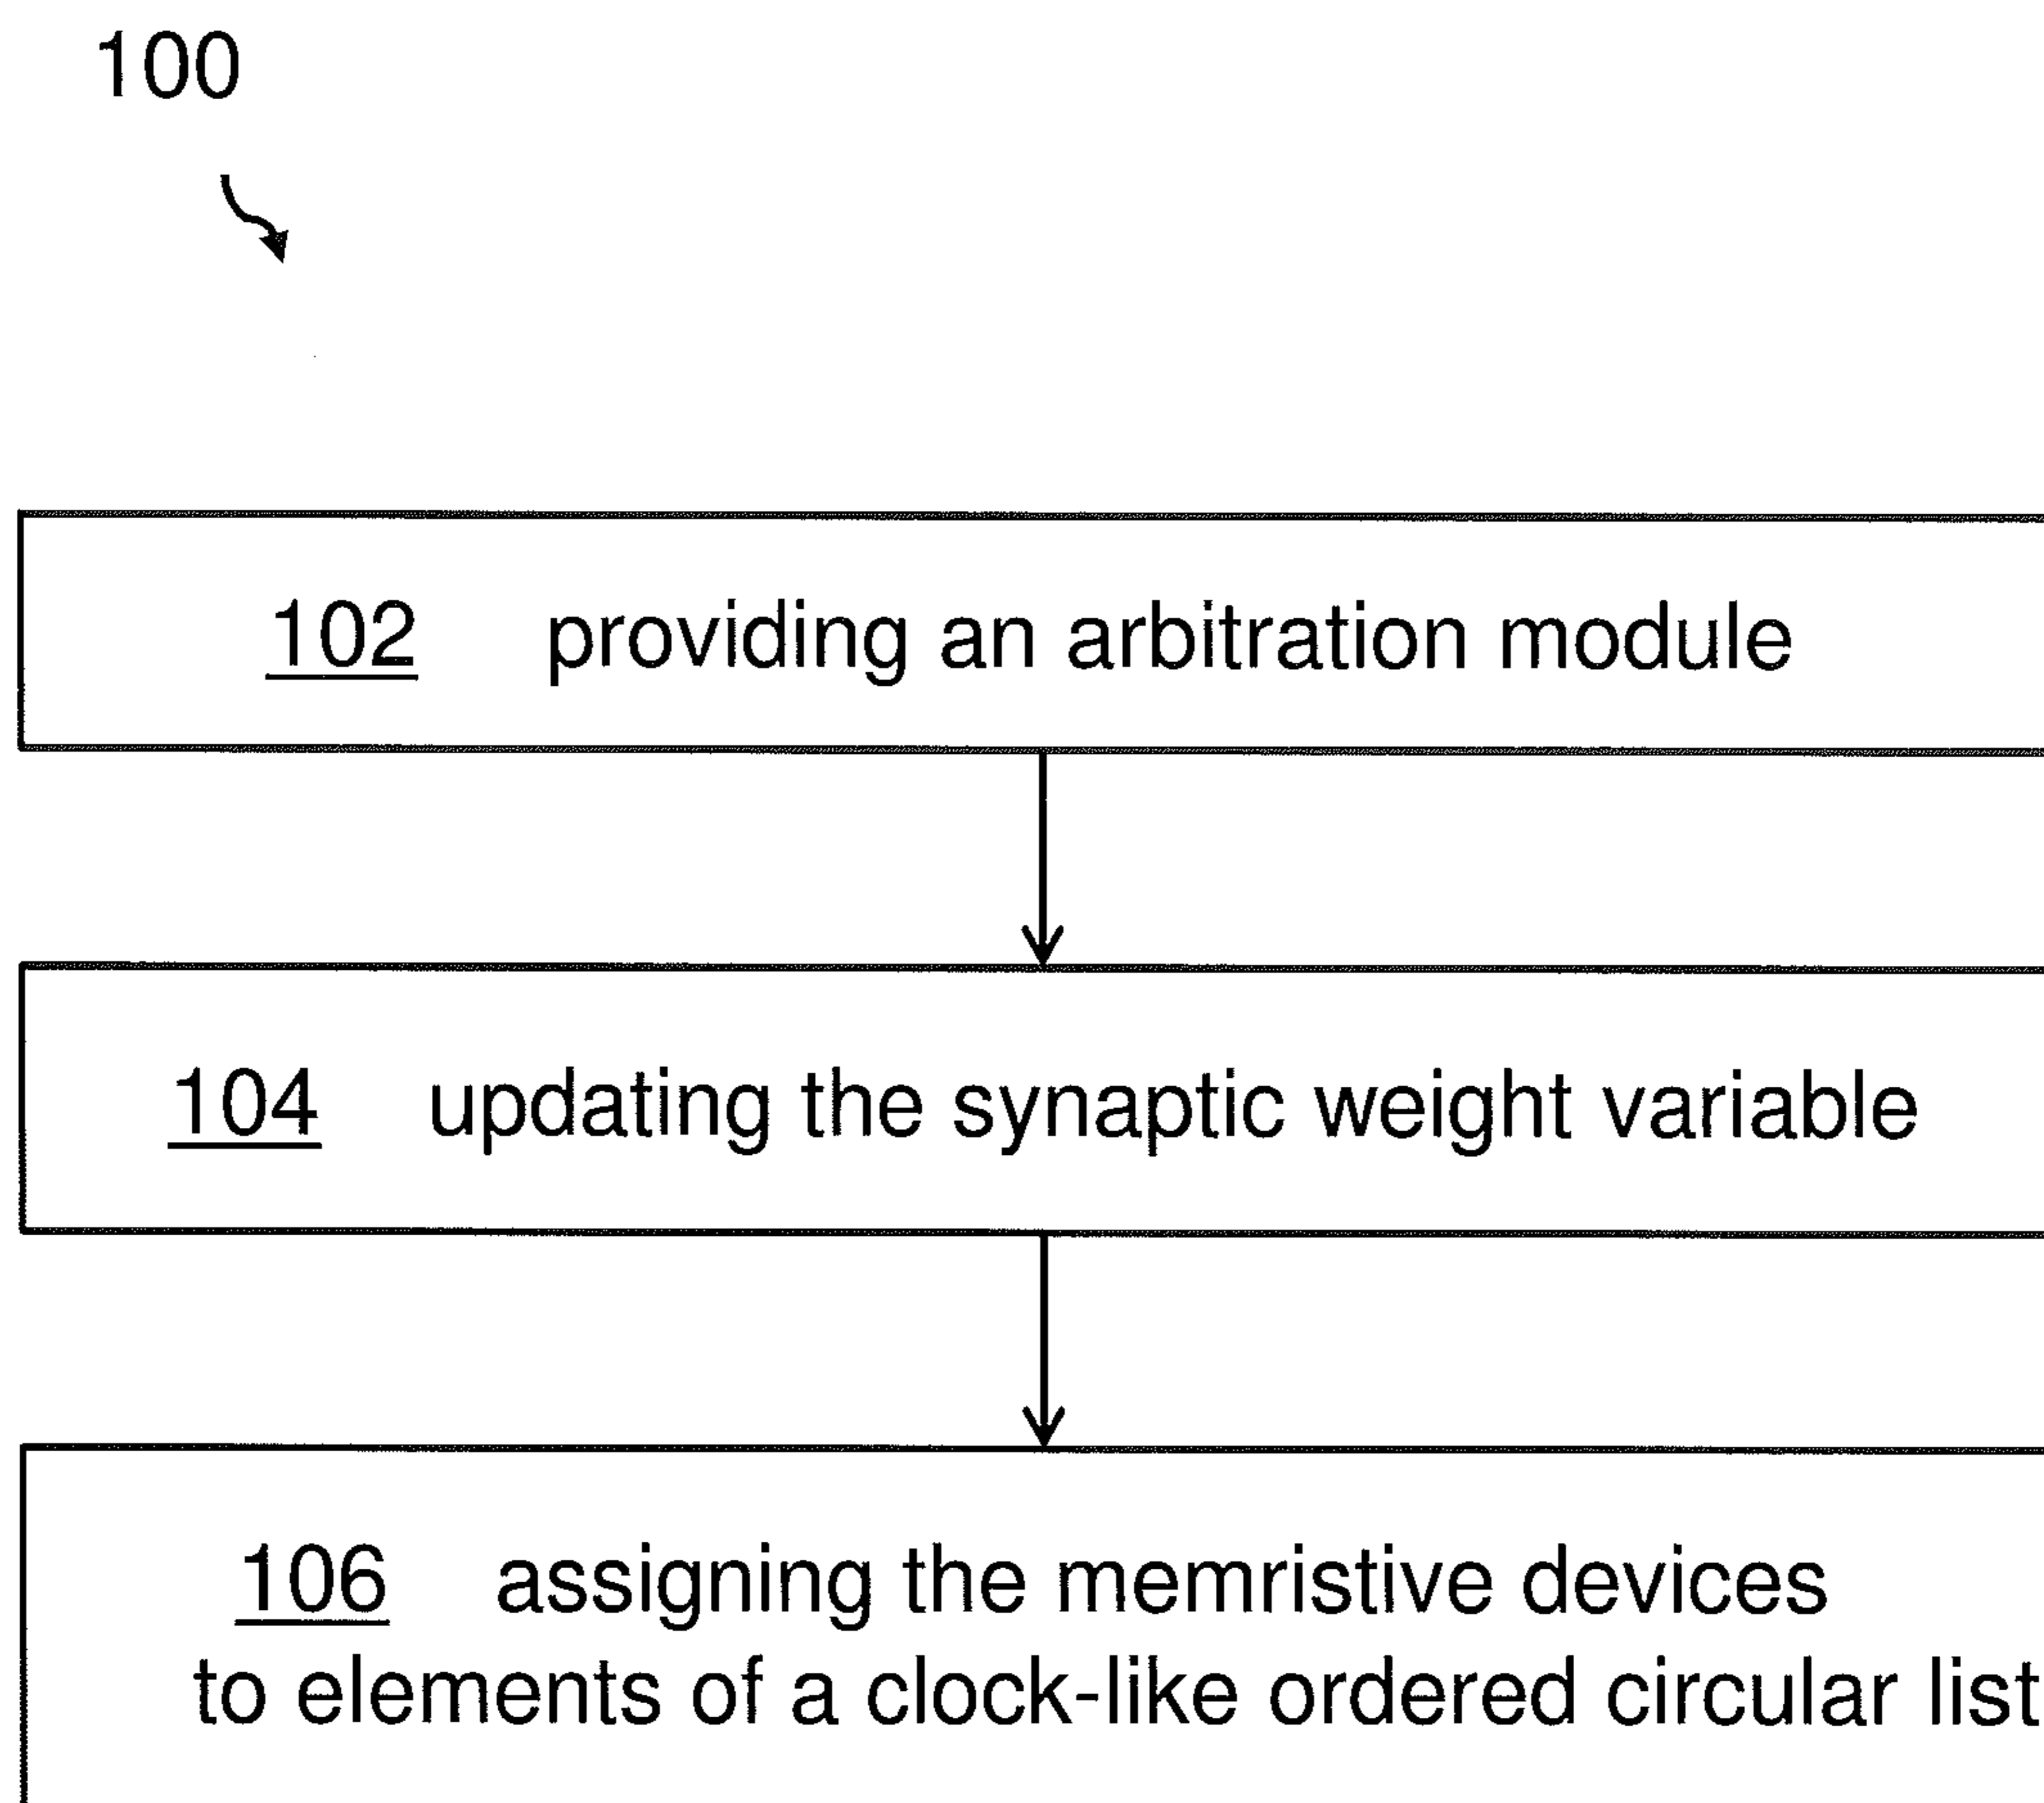 100
102 providing an arbitration module
104 updating the synaptic weight variable
106 assigning the memristive devices
to elements of a clock-like ordered circular list